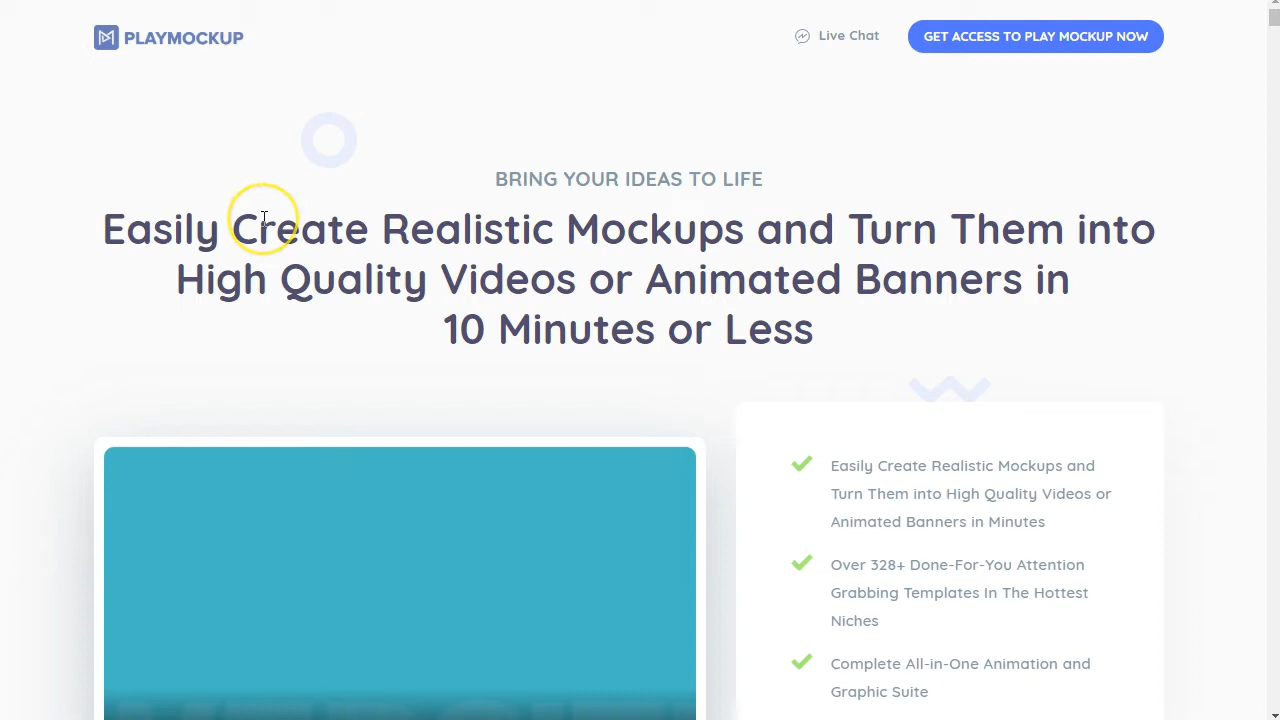 PLAYMOCKUP
Live Chat
GET ACCESS TO PLAY MOCKUP NOW
BRING YOUR IDEAS TO LIFE
Easily Create Realistic Mockups and Turn Them into
High Quality Videos or Animated Banners in
10 Minutes or Less
Easily Create Realistic Mockups and
Turn Them into High Quality Videos or
Animated Banners in Minutes
Over 328+ Done-For-You Attention
Grabbing Templates In The Hottest
Niches
Complete All-in-One Animation and
Graphic Suite